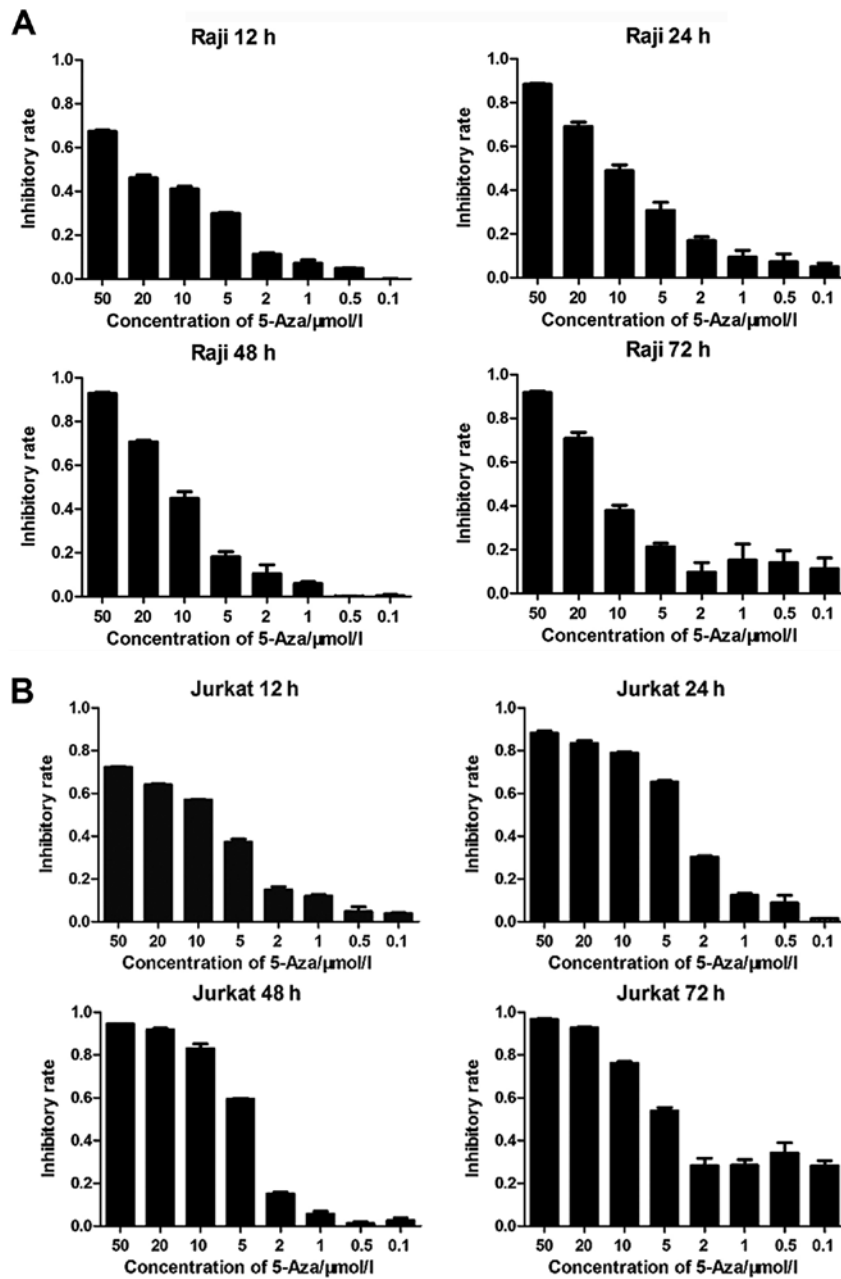 A
Raji 12 h
Inhibitory rate
1.0
0.8
0.6
0.4
0.2
0.0
50 20 10 5 2 1 0.5 0.1
Concentration of 5-Aza/µmol/l
Raji 24 h
Inhibitory rate
1.0
0.8
0.6
0.4
0.2
0.0
50 20 10 5 2 1 0.5 0.1
Concentration of 5-Aza/µmol/l
Raji 48 h
Inhibitory rate
1.0
0.8
0.6
0.4
0.2
0.0
50 20 10 5 2 1 0.5 0.1
Concentration of 5-Aza/µmol/l
Raji 72 h
Inhibitory rate
1.0
0.8
0.6
0.4
0.2
0.0
50 20 10 5 2 1 0.5 0.1
Concentration of 5-Aza/µmol/l
B
Jurkat 12 h
Inhibitory rate
1.0
0.8
0.6
0.4
0.2
0.0
50 20 10 5 2 1 0.5 0.1
Concentration of 5-Aza/µmol/l
Jurkat 24 h
Inhibitory rate
1.0
0.8
0.6
0.4
0.2
0.0
50 20 10 5 2 1 0.5 0.1
Concentration of 5-Aza/µmol/l
Jurkat 48 h
Inhibitory rate
1.0
0.8
0.6
0.4
0.2
0.0
50 20 10 5 2 1 0.5 0.1
Concentration of 5-Aza/µmol/l
Jurkat 72 h
Inhibitory rate
1.0
0.8
0.6
0.4
0.2
0.0
50 20 10 5 2 1 0.5 0.1
Concentration of 5-Aza/µmol/l